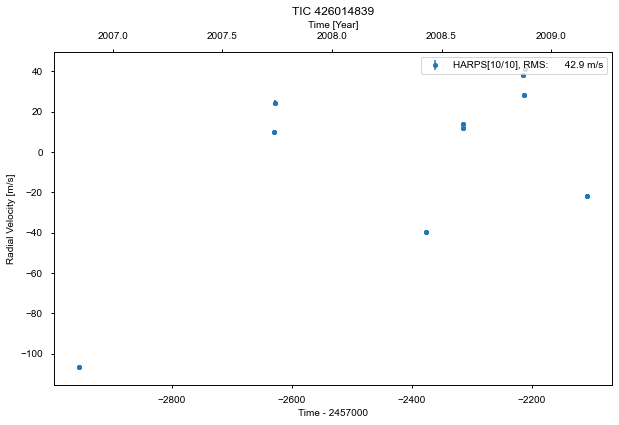 TIC 426014839
Time [Year]
2007.0 2007.5 2008.0 2008.5 2009.0
HARPS[10/10], RMS: 42.9 m/s
40
20
0
−20
−40
−60
−80
−100
Radial Velocity [m/s]
−2800 −2600 −2400 −2200
Time - 2457000